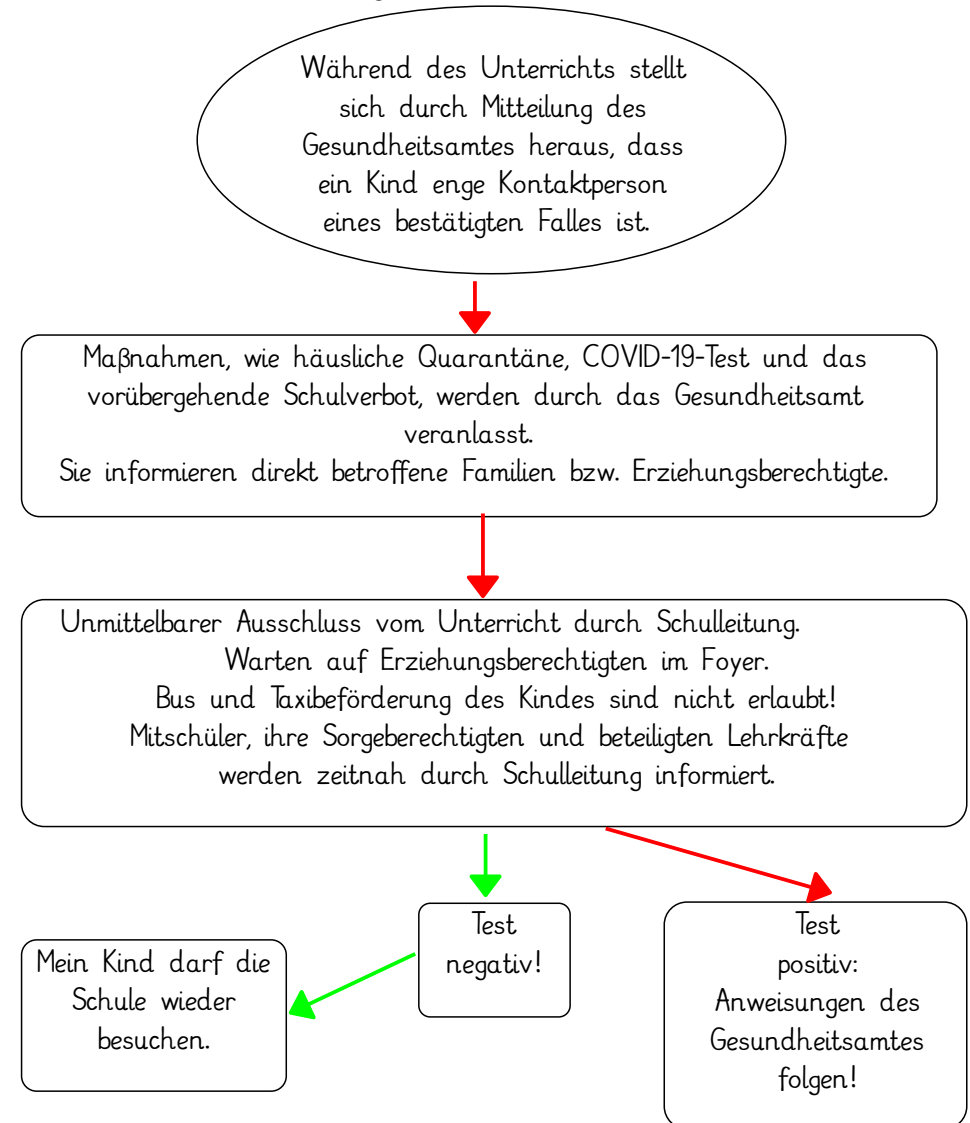 Während des Unterrichts stellt
sich durch Mitteilung des
Gesundheitsamtes heraus, dass
ein Kind enge Kontaktperson
eines bestätigten Falles ist.
Maßnahmen, wie häusliche Quarantäne, COVID-19-Test und das
vorübergehende Schulverbot, werden durch das Gesundheitsamt
veranlasst.
Sie informieren direkt betroffene Familien bzw. Erziehungsberechtigte.
Unmittelbarer Ausschluss vom Unterricht durch Schulleitung.
Warten auf Erziehungsberechtigten im Foyer.
Bus und Taxibeförderung des Kindes sind nicht erlaubt!
Mitschüler, ihre Sorgeberechtigten und beteiligten Lehrkräfte
werden zeitnah durch Schulleitung informiert.
Test
negativ!
Mein Kind darf die
Schule wieder
besuchen.
Test
positiv:
Anweisungen des
Gesundheitsamtes
folgen!